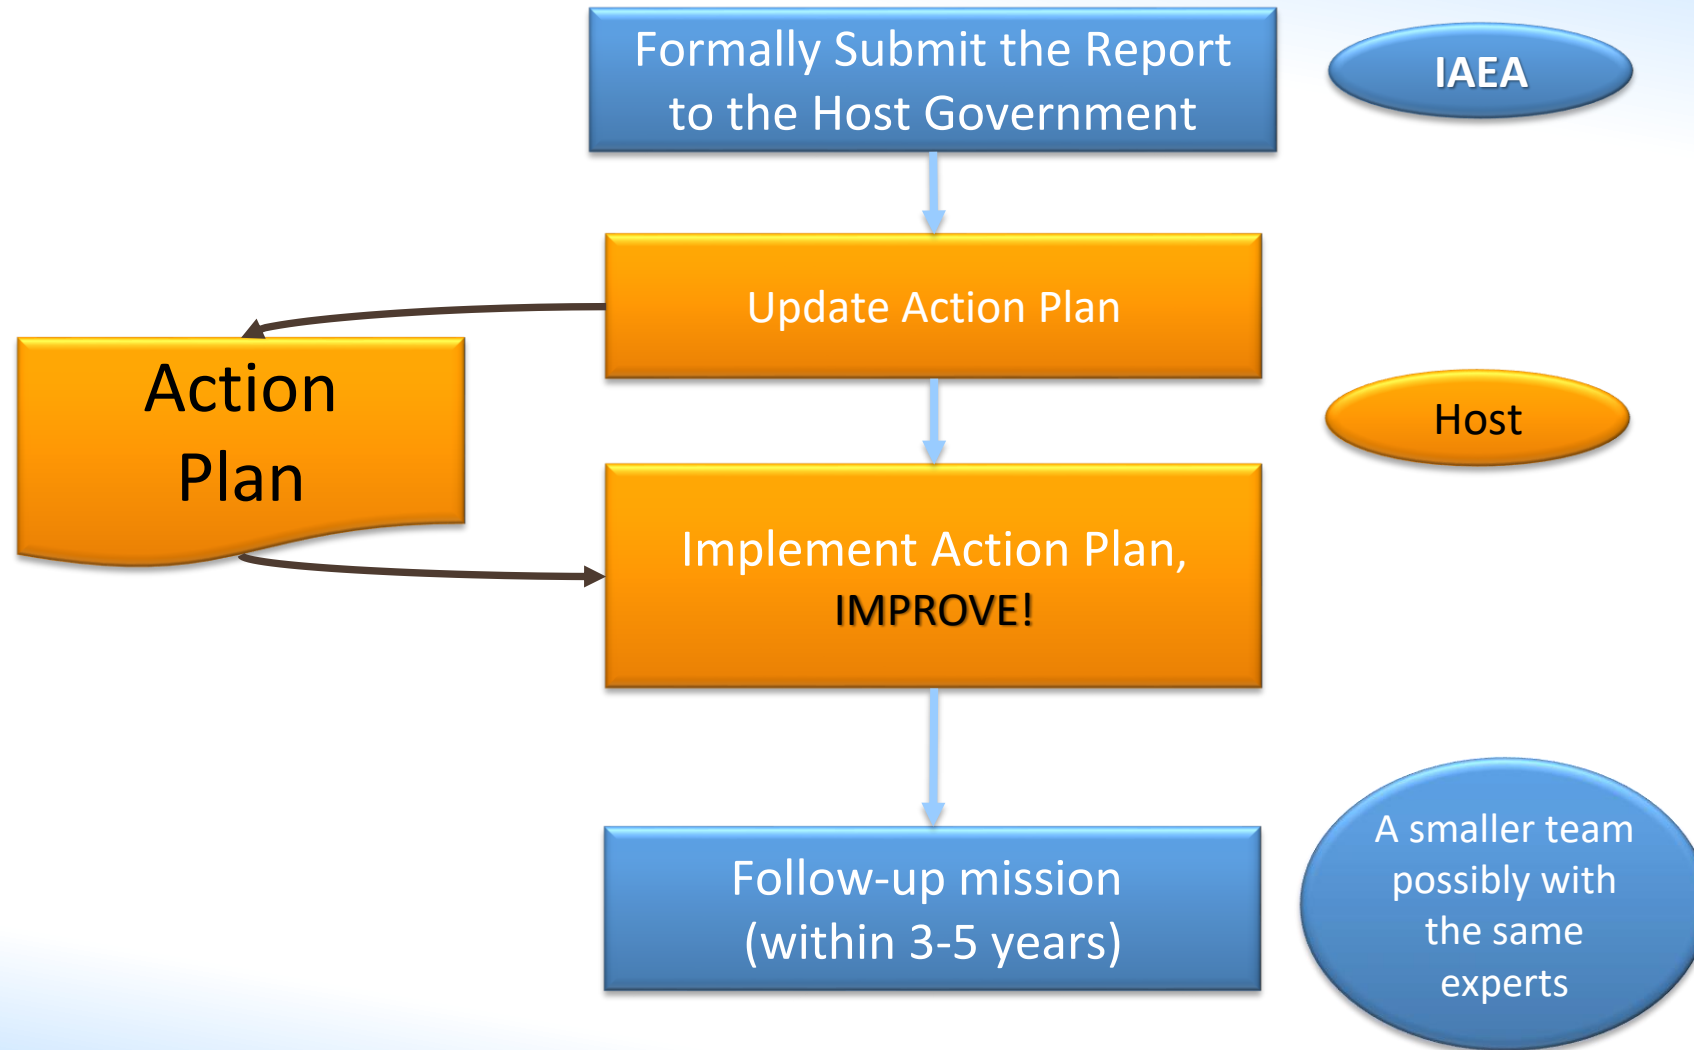 Formally Submit the Report
to the Host Government
IAEA
Update Action Plan
Action
Plan
Host
Implement Action Plan,
IMPROVE!
Follow-up mission
(within 3-5 years)
A smaller team
possibly with
the same
experts